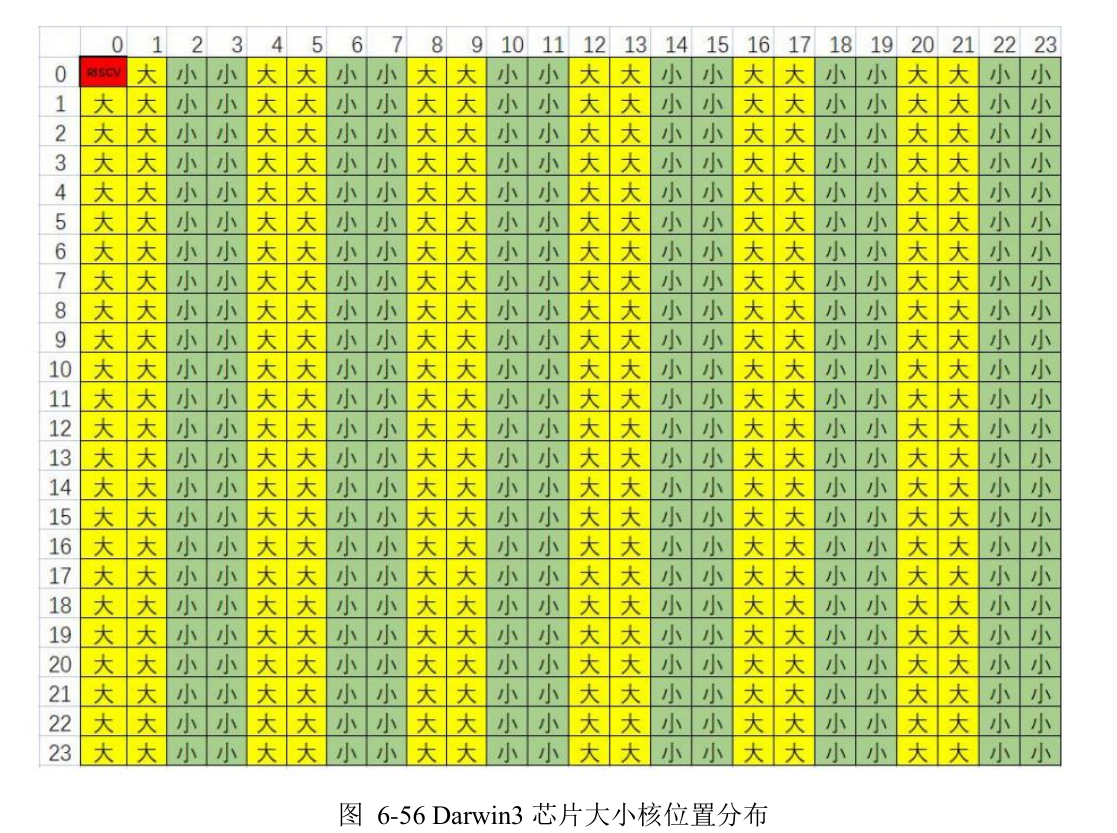 0 1 2 3 4 5 6 7 8 9 10 11 12 13 14 15 16 17 18 19 20 21 22 23
0 RISCV 大 小 小 大 大 小 小 大 大 小 小 大 大 小 小 大 大 小 小 大 大 小 小
1 大 大 小 小 大 大 小 小 大 大 小 小 大 大 小 小 大 大 小 小 大 大 小 小
2 大 大 小 小 大 大 小 小 大 大 小 小 大 大 小 小 大 大 小 小 大 大 小 小
3 大 大 小 小 大 大 小 小 大 大 小 小 大 大 小 小 大 大 小 小 大 大 小 小
4 大 大 小 小 大 大 小 小 大 大 小 小 大 大 小 小 大 大 小 小 大 大 小 小
5 大 大 小 小 大 大 小 小 大 大 小 小 大 大 小 小 大 大 小 小 大 大 小 小
6 大 大 小 小 大 大 小 小 大 大 小 小 大 大 小 小 大 大 小 小 大 大 小 小
7 大 大 小 小 大 大 小 小 大 大 小 小 大 大 小 小 大 大 小 小 大 大 小 小
8 大 大 小 小 大 大 小 小 大 大 小 小 大 大 小 小 大 大 小 小 大 大 小 小
9 大 大 小 小 大 大 小 小 大 大 小 小 大 大 小 小 大 大 小 小 大 大 小 小
10 大 大 小 小 大 大 小 小 大 大 小 小 大 大 小 小 大 大 小 小 大 大 小 小
11 大 大 小 小 大 大 小 小 大 大 小 小 大 大 小 小 大 大 小 小 大 大 小 小
12 大 大 小 小 大 大 小 小 大 大 小 小 大 大 小 小 大 大 小 小 大 大 小 小
13 大 大 小 小 大 大 小 小 大 大 小 小 大 大 小 小 大 大 小 小 大 大 小 小
14 大 大 小 小 大 大 小 小 大 大 小 小 大 大 小 小 大 大 小 小 大 大 小 小
15 大 大 小 小 大 大 小 小 大 大 小 小 大 大 小 小 大 大 小 小 大 大 小 小
16 大 大 小 小 大 大 小 小 大 大 小 小 大 大 小 小 大 大 小 小 大 大 小 小
17 大 大 小 小 大 大 小 小 大 大 小 小 大 大 小 小 大 大 小 小 大 大 小 小
18 大 大 小 小 大 大 小 小 大 大 小 小 大 大 小 小 大 大 小 小 大 大 小 小
19 大 大 小 小 大 大 小 小 大 大 小 小 大 大 小 小 大 大 小 小 大 大 小 小
20 大 大 小 小 大 大 小 小 大 大 小 小 大 大 小 小 大 大 小 小 大 大 小 小
21 大 大 小 小 大 大 小 小 大 大 小 小 大 大 小 小 大 大 小 小 大 大 小 小
22 大 大 小 小 大 大 小 小 大 大 小 小 大 大 小 小 大 大 小 小 大 大 小 小
23 大 大 小 小 大 大 小 小 大 大 小 小 大 大 小 小 大 大 小 小 大 大 小 小
图 6-56 Darwin3 芯片大小核位置分布